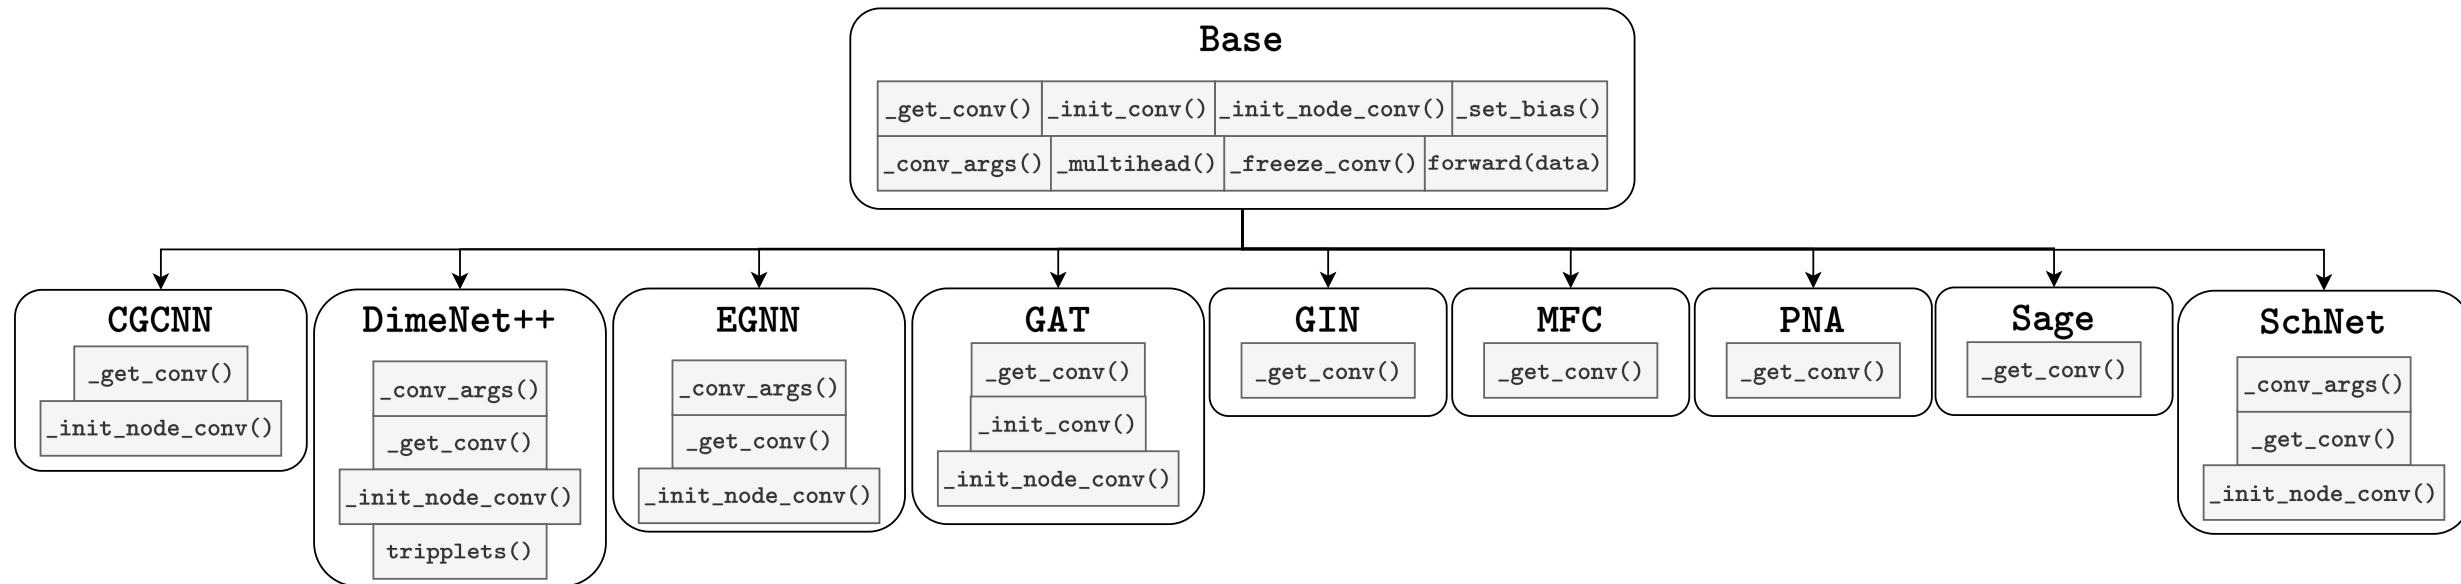 Base
_get_conv() _init_conv() _init_node_conv() _set_bias()
_conv_args() _multihead() _freeze_conv() forward(data)
CGCNN
_get_conv()
_init_node_conv()
DimeNet++
_conv_args()
_get_conv()
_init_node_conv()
tripplets()
EGNN
_conv_args()
_get_conv()
_init_node_conv()
GAT
_get_conv()
_init_conv()
_init_node_conv()
GIN
_get_conv()
MFC
_get_conv()
PNA
_get_conv()
Sage
_get_conv()
SchNet
_conv_args()
_get_conv()
_init_node_conv()